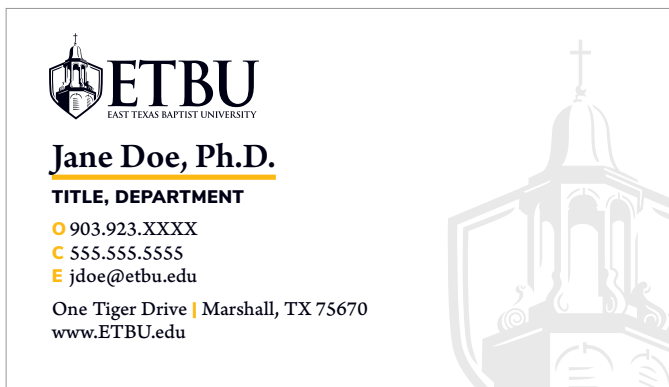 ETBU
EAST TEXAS BAPTIST UNIVERSITY
Jane Doe, Ph.D.
TITLE, DEPARTMENT
O 903.923.XXXX
C 555.555.5555
E jdoe@etbu.edu
One Tiger Drive | Marshall, TX 75670
www.ETBU.edu